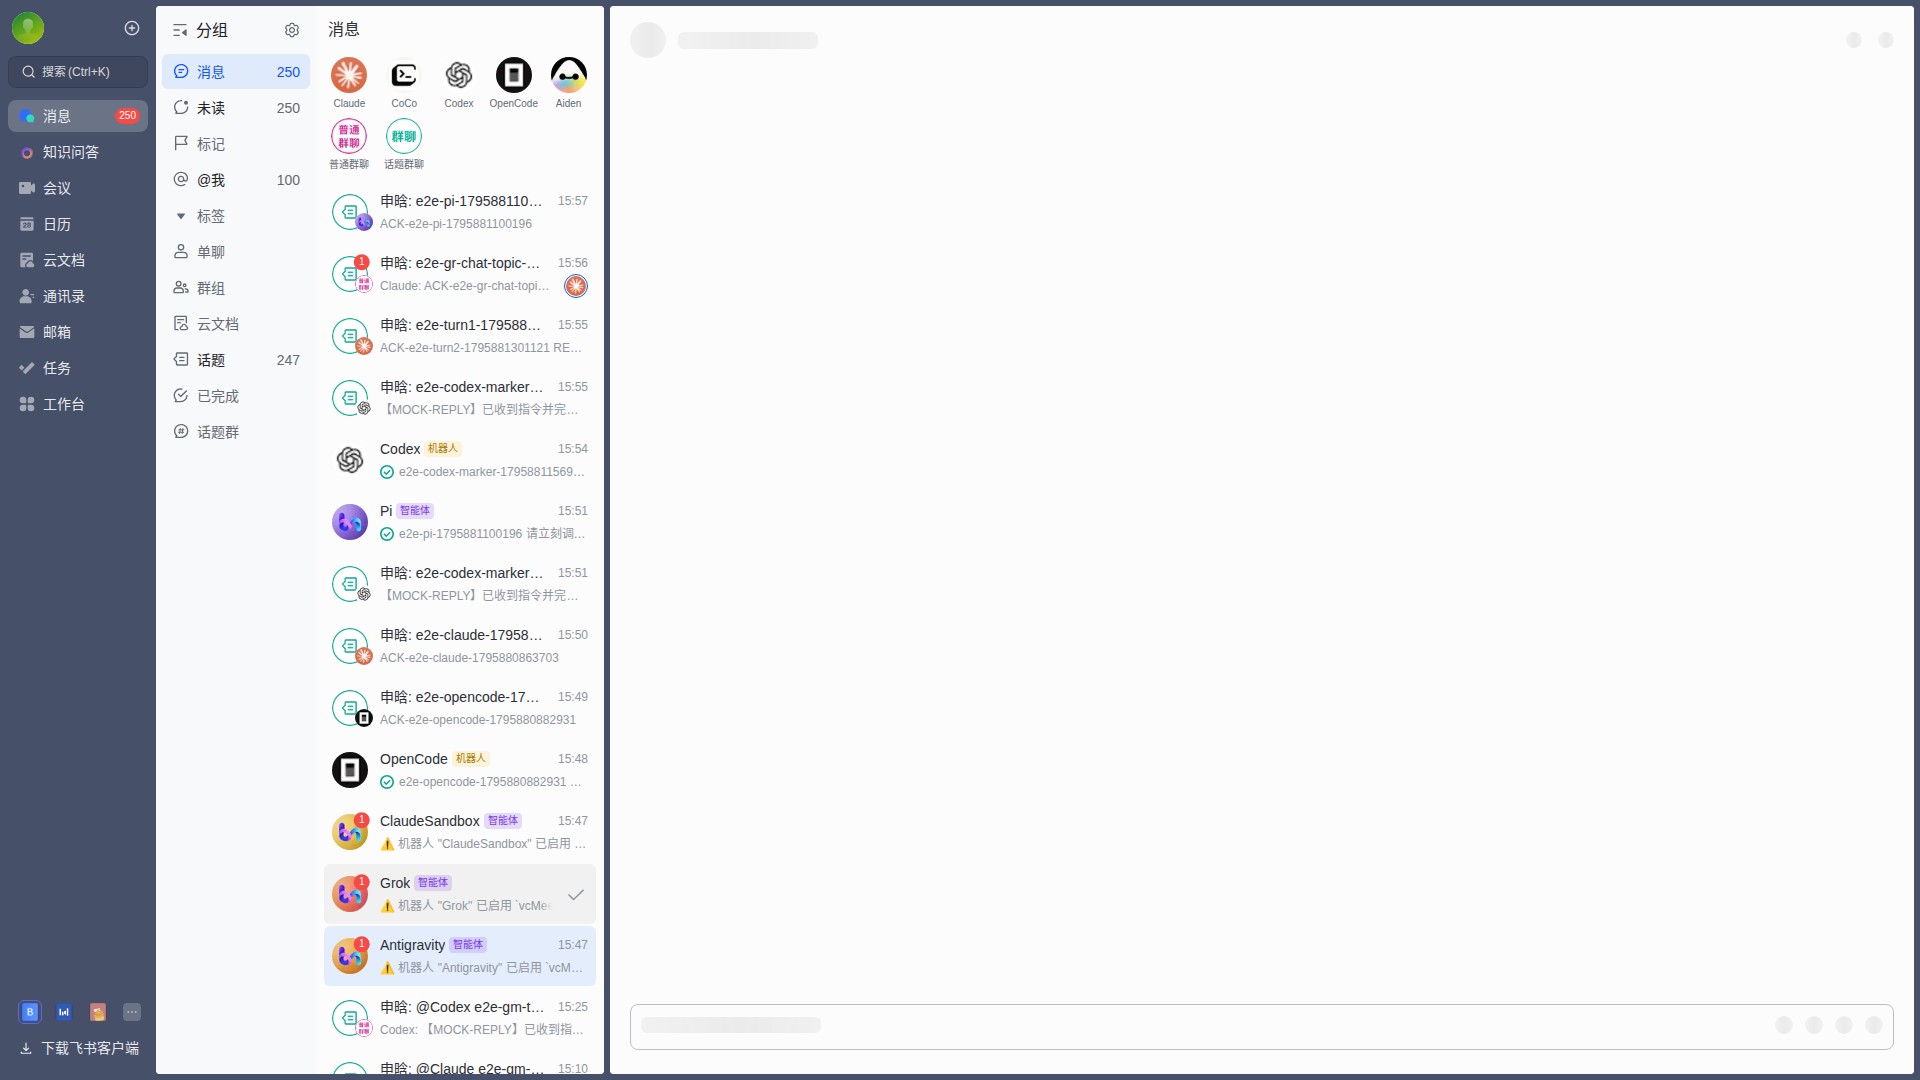 搜索 (Ctrl+K)
消息 250
知识问答
会议
日历
云文档
通讯录
邮箱
任务
工作台
下载飞书客户端
分组
消息 250
未读 250
标记
@我 100
标签
单聊
群组
云文档
话题 247
已完成
话题群
消息
Claude CoCo Codex OpenCode Aiden
普通
群聊
群聊
普通群聊 话题群聊
申晗: e2e-pi-179588110… 15:57
ACK-e2e-pi-1795881100196
1
申晗: e2e-gr-chat-topic-… 15:56
Claude: ACK-e2e-gr-chat-topi…
申晗: e2e-turn1-179588… 15:55
ACK-e2e-turn2-1795881301121 RE…
申晗: e2e-codex-marker… 15:55
【MOCK-REPLY】已收到指令并完…
Codex 机器人 15:54
e2e-codex-marker-17958811569…
Pi 智能体 15:51
e2e-pi-1795881100196 请立刻调…
申晗: e2e-codex-marker… 15:51
【MOCK-REPLY】已收到指令并完…
申晗: e2e-claude-17958… 15:50
ACK-e2e-claude-1795880863703
申晗: e2e-opencode-17… 15:49
ACK-e2e-opencode-1795880882931
OpenCode 机器人 15:48
e2e-opencode-1795880882931 …
1
ClaudeSandbox 智能体 15:47
⚠️ 机器人 "ClaudeSandbox" 已启用 …
1
Grok 智能体
⚠️ 机器人 "Grok" 已启用 `vcMee
1
Antigravity 智能体 15:47
⚠️ 机器人 "Antigravity" 已启用 `vcM…
申晗: @Codex e2e-gm-t… 15:25
Codex: 【MOCK-REPLY】已收到指…
申晗: @Claude e2e-gm-… 15:10